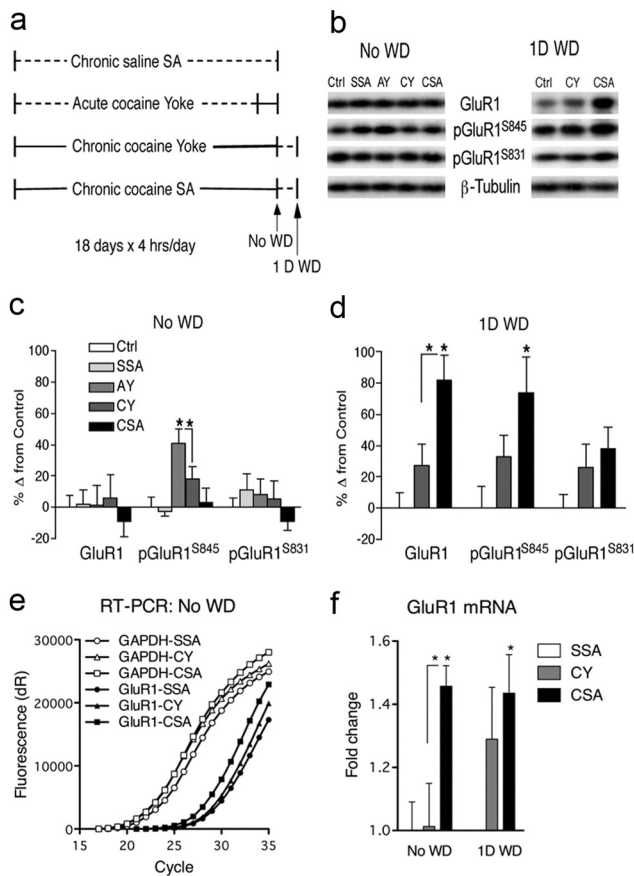 a
Chronic saline SA
Acute cocaine Yoke
Chronic cocaine Yoke
Chronic cocaine SA
18 days x 4 hrs/day
No WD
1 D WD
b
No WD
1D WD
Ctrl SSA AY CY CSA
Ctrl CY CSA
GluR1
pGluR1S845
pGluR1S831
β-Tubulin
c
No WD
Ctrl
SSA
AY
CY
CSA
% Δ from Control
100
80
60
40
20
0
-20
* *
GluR1
pGluR1S845
pGluR1S831
d
1D WD
% Δ from Control
100
80
60
40
20
0
-20
* *
*
GluR1
pGluR1S845
pGluR1S831
e
RT-PCR: No WD
GAPDH-SSA
GAPDH-CY
GAPDH-CSA
GluR1-SSA
GluR1-CY
GluR1-CSA
Fluorescence (dR)
30000
20000
10000
0
15 20 25 30 35
Cycle
f
GluR1 mRNA
SSA
CY
CSA
Fold change
1.6
1.4
1.2
1.0
* *
*
No WD
1D WD